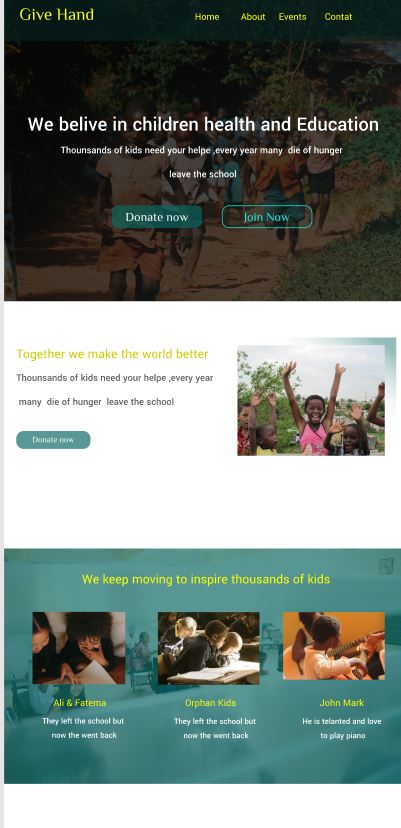 Give Hand
Home About Events Contat
We belive in children health and Education
Thounsands of kids need your helpe ,every year many die of hunger
leave the school
Donate now Join Now
Together we make the world better
Thounsands of kids need your helpe ,every year
many die of hunger leave the school
Donate now
We keep moving to inspire thousands of kids
Ali & Fatema Orphan Kids John Mark
They left the school but They left the school but He is telanted and love
now the went back now the went back to play piano